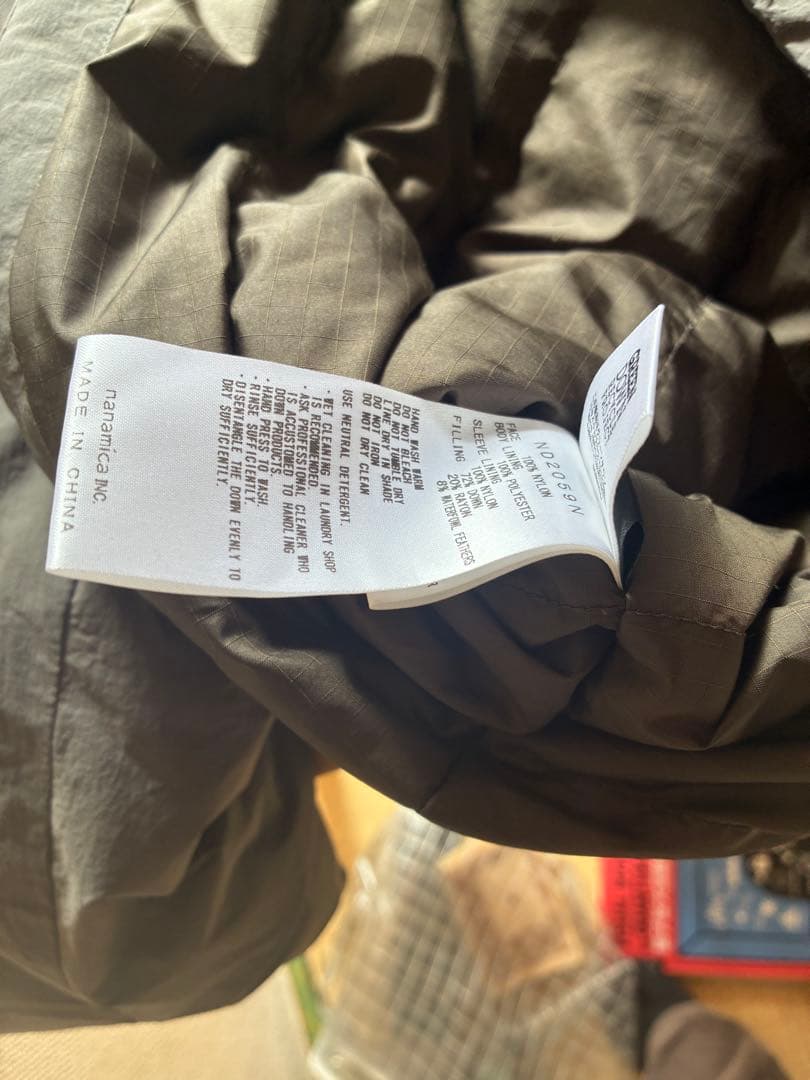 ND2059N
FACE 100% NYLON
BODY LINING 100% POLYESTER
SLEEVE LINING 100% NYLON
FILLING 72% DOWN
20% RAYON
8% WATERFOWL FEATHERS
HAND WASH WARM
DO NOT BLEACH
DO NOT TUMBLE DRY
LINE DRY IN SHADE
DO NOT IRON
DO NOT DRY CLEAN
USE NEUTRAL DETERGENT.
・WET CLEANING IN LAUNDRY SHOP
IS RECOMMENDED
・ASK PROFESSIONAL CLEANER WHO
IS ACCUSTOMED TO HANDLING
DOWN PRODUCTS.
・HAND PRESS TO WASH.
・RINSE SUFFICIENTLY.
・DISENTANGLE THE DOWN EVENLY TO
DRY SUFFICIENTLY.
nanamica INC.
MADE IN CHINA
DOWN